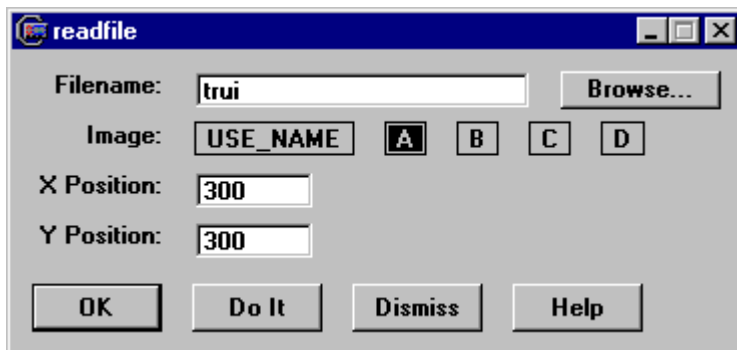 readfile
Filename: trui Browse...
Image: USE_NAME A B C D
X Position: 300
Y Position: 300
OK Do It Dismiss Help